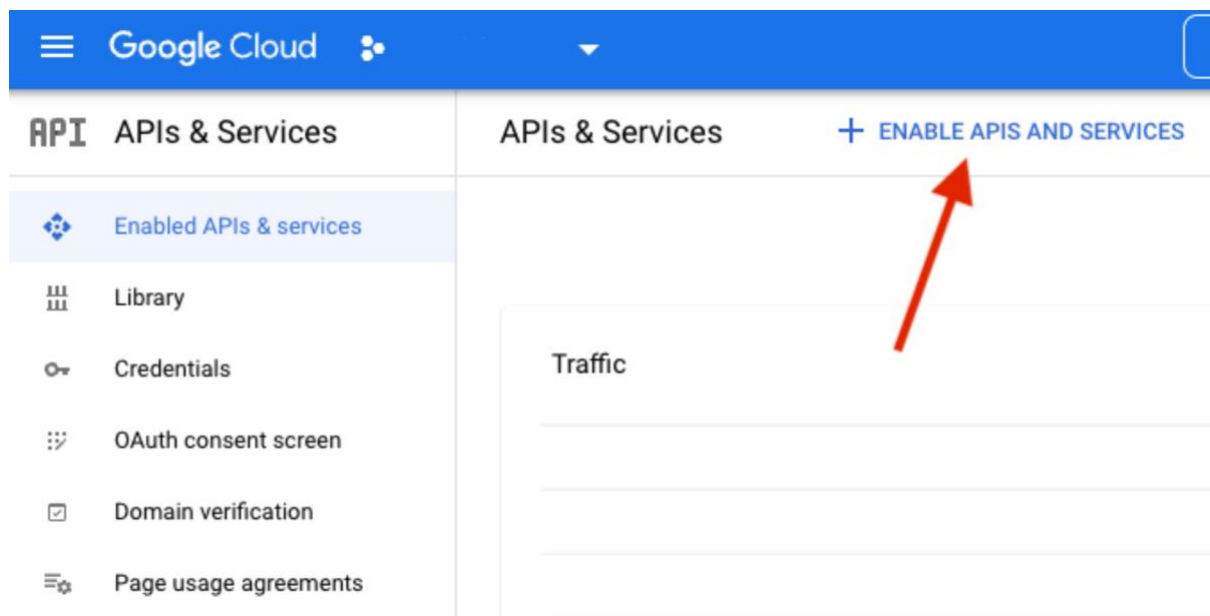 Google Cloud
API APIs & Services
APIs & Services
+ ENABLE APIS AND SERVICES
Enabled APIs & services
Library
Credentials
OAuth consent screen
Domain verification
Page usage agreements
Traffic